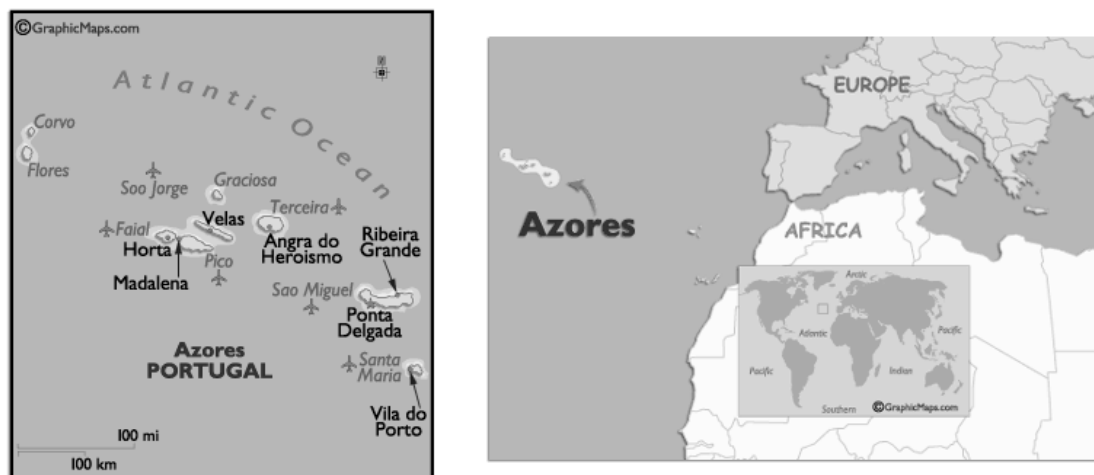 ©GraphicMaps.com
Atlantic Ocean
Corvo
Flores
Soo Jorge
Graciosa
Faial
Velas
Terceira
Horta
Angra do
Heroismo
Ribeira
Grande
Madalena
Pico
Sao Miguel
Ponta
Delgada
Azores
PORTUGAL
Santa
Maria
Vila do
Porto
100 mi
100 km
EUROPE
Azores
AFRICA
Arctic
Atlantic
Pacific
Pacific
Indian
Southern
©GraphicMaps.com